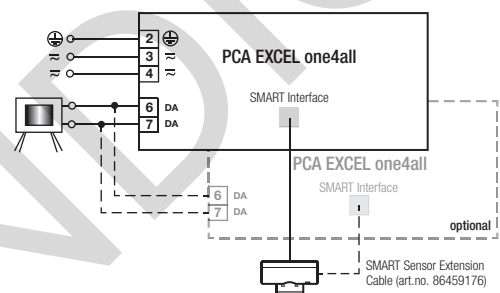 2
3
4
PCA EXCEL one4all
SMART Interface
6 DA
7 DA
PCA EXCEL one4all
SMART Interface
6 DA
7 DA
optional
SMART Sensor Extension
Cable (art.no. 86459176)